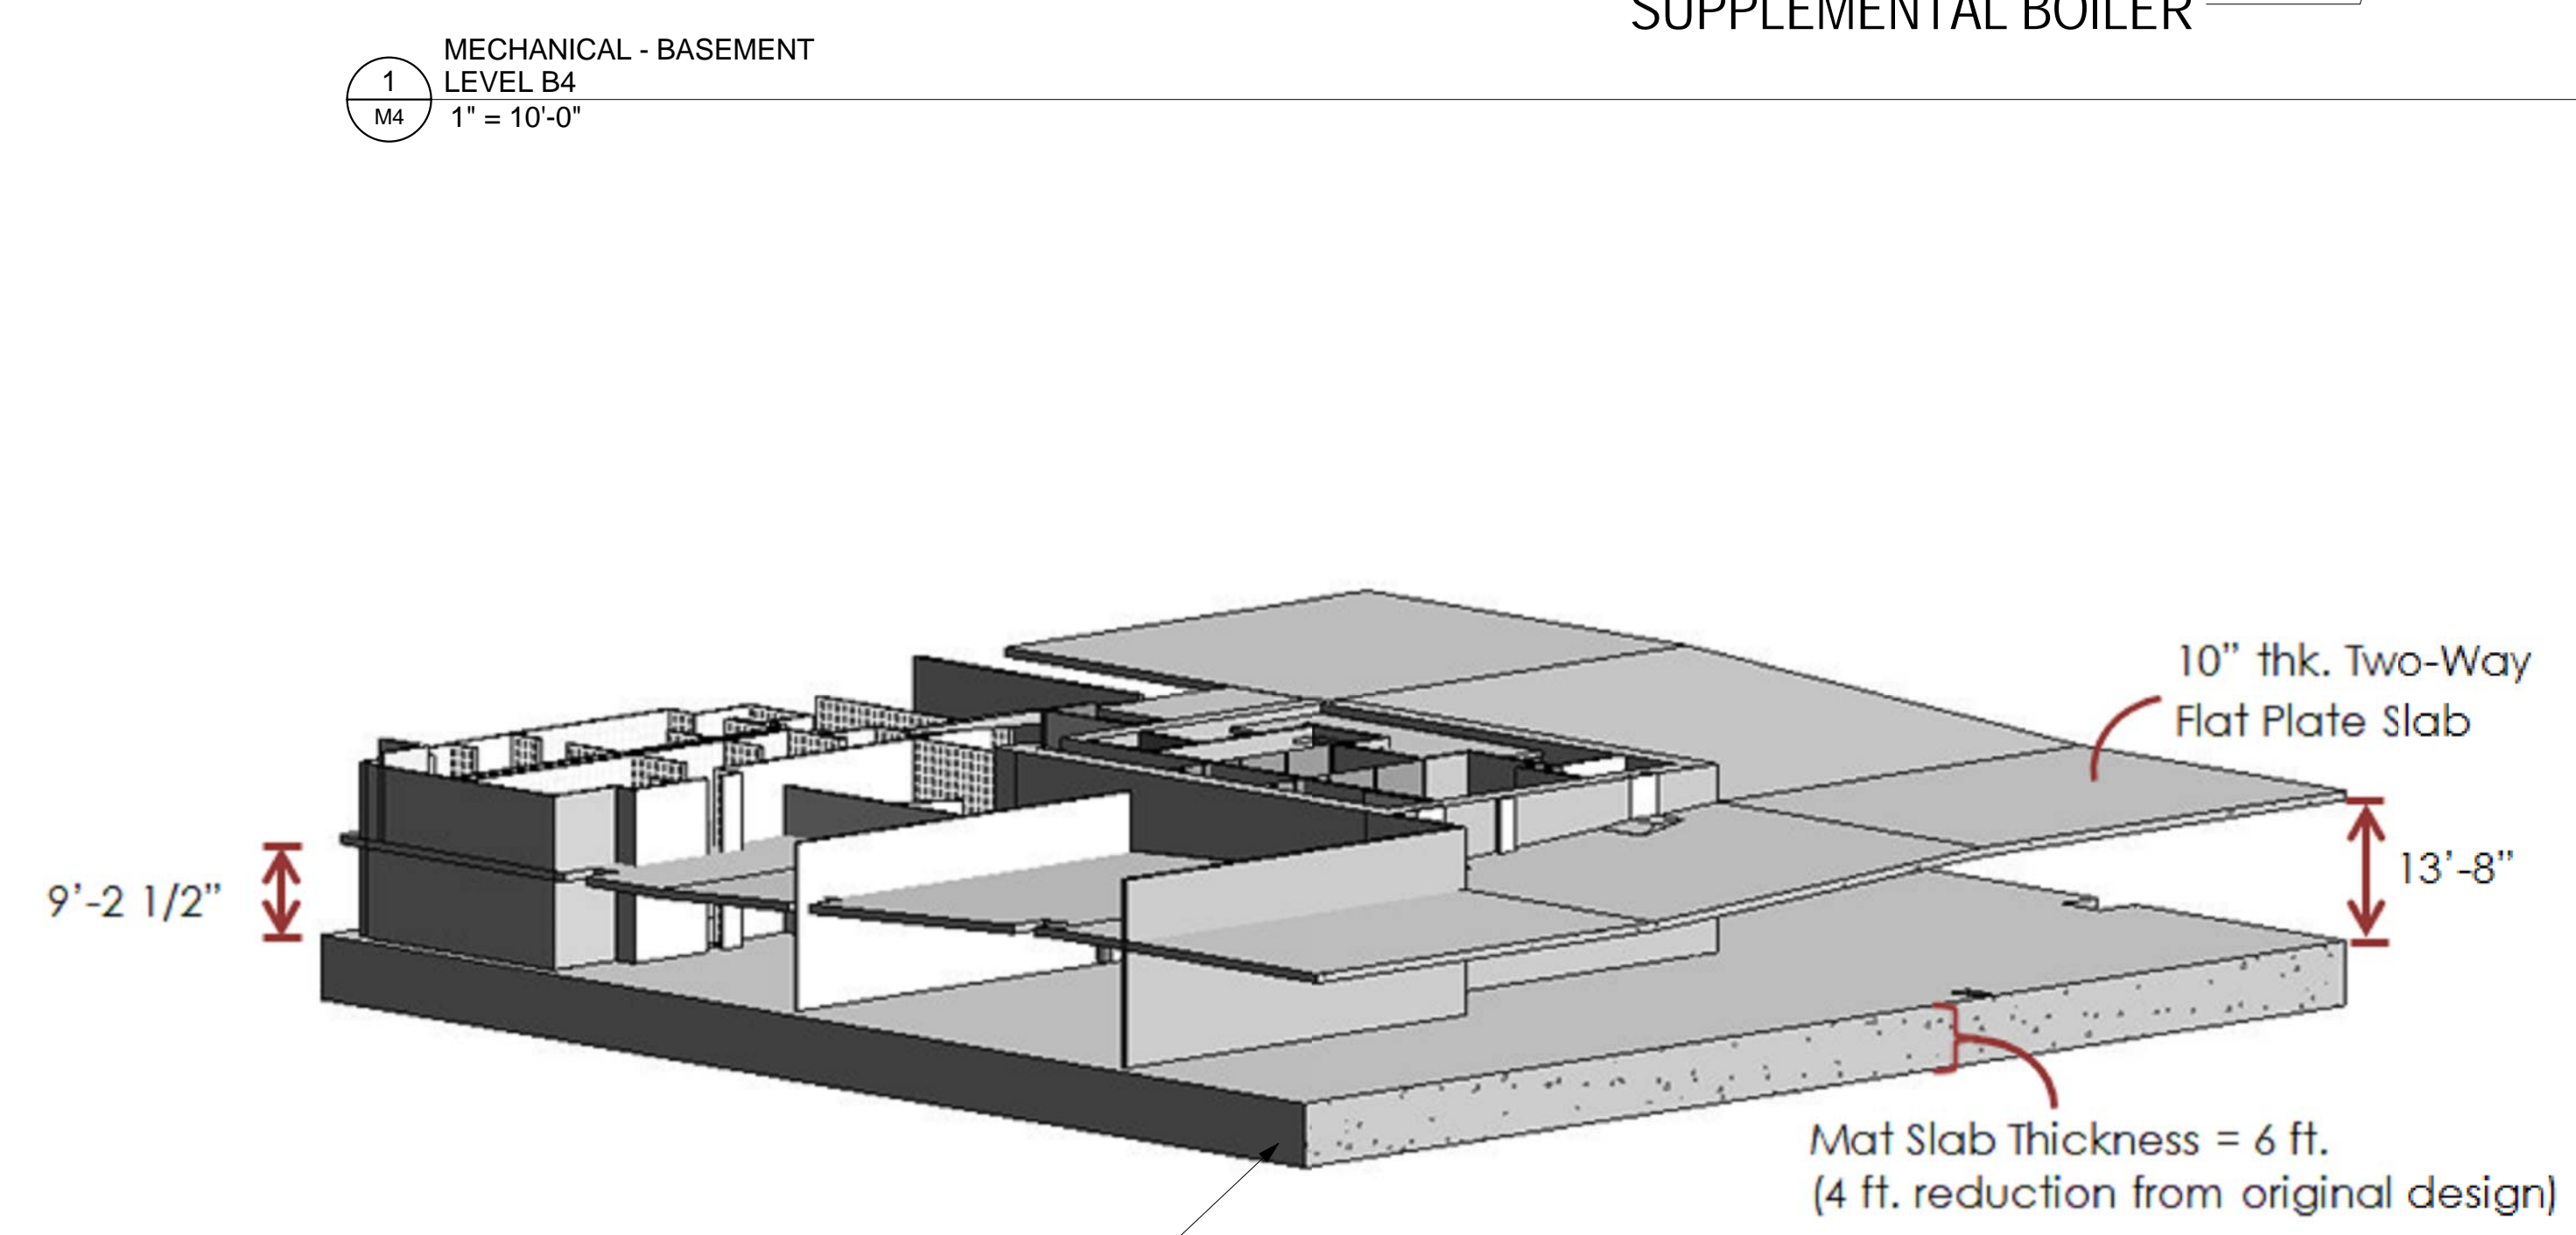 SUPPLEMENTAL BOILER
MECHANICAL - BASEMENT
LEVEL B4
1
M4
1" = 10'-0"
10” thk. Two-Way
Flat Plate Slab
13’-8”
9’-2 1/2”
Mat Slab Thickness = 6 ft.
(4 ft. reduction from original design)